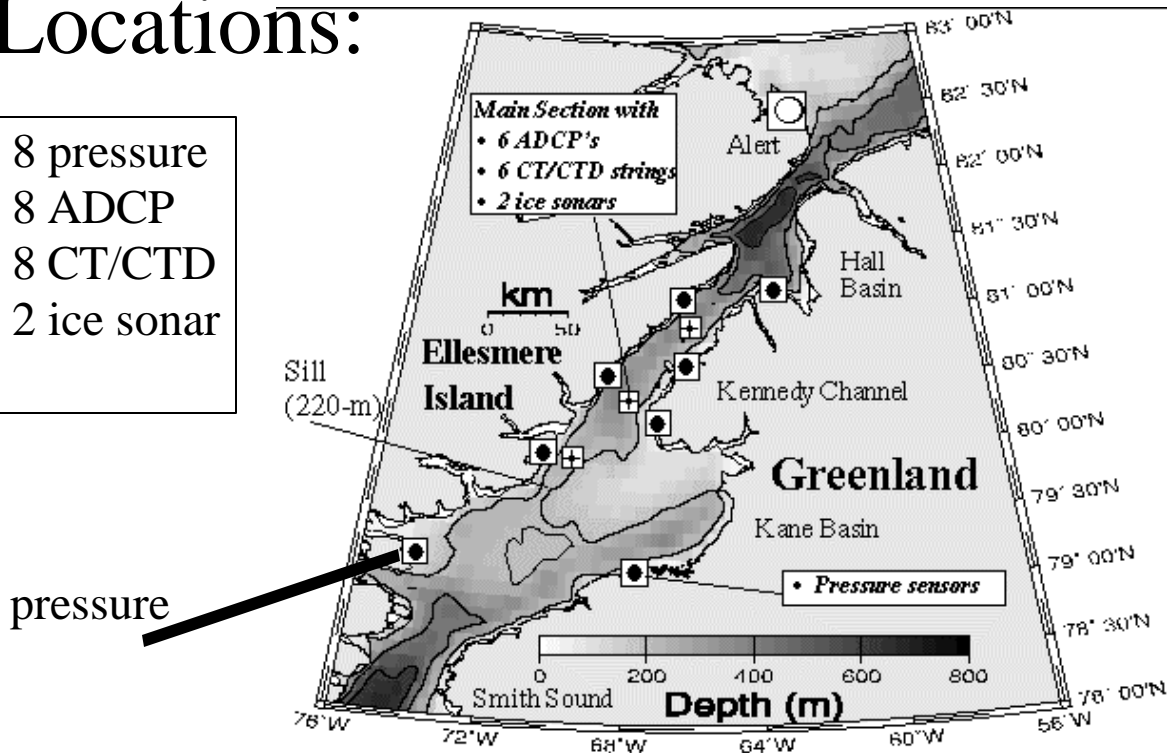 Locations:
8 pressure
8 ADCP
8 CT/CTD
2 ice sonar
pressure
Main Section with
• 6 ADCP's
• 6 CT/CTD strings
• 2 ice sonars
Alert
Hall
Basin
km
0 50
Ellesmere
Island
Sill
(220-m)
Kennedy Channel
Greenland
Kane Basin
• Pressure sensors
0 200 400 600 800
Depth (m)
Smith Sound
83° 00'N
82° 30'N
82° 00'N
81° 30'N
81° 00'N
80° 30'N
80° 00'N
79° 30'N
79° 00'N
78° 30'N
78° 00'N
76°W
72°W
68°W
64°W
60°W
56°W